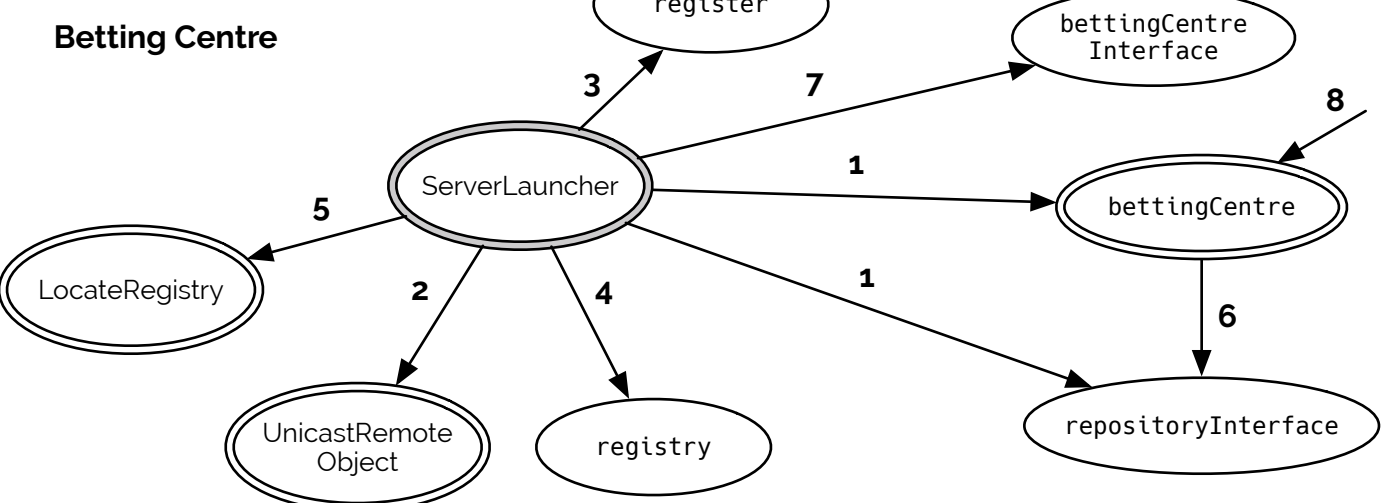 register
Betting Centre
bettingCentre
Interface
3
7
8
1
ServerLauncher
bettingCentre
5
LocateRegistry
2
4
1
6
UnicastRemote
Object
registry
repositoryInterface